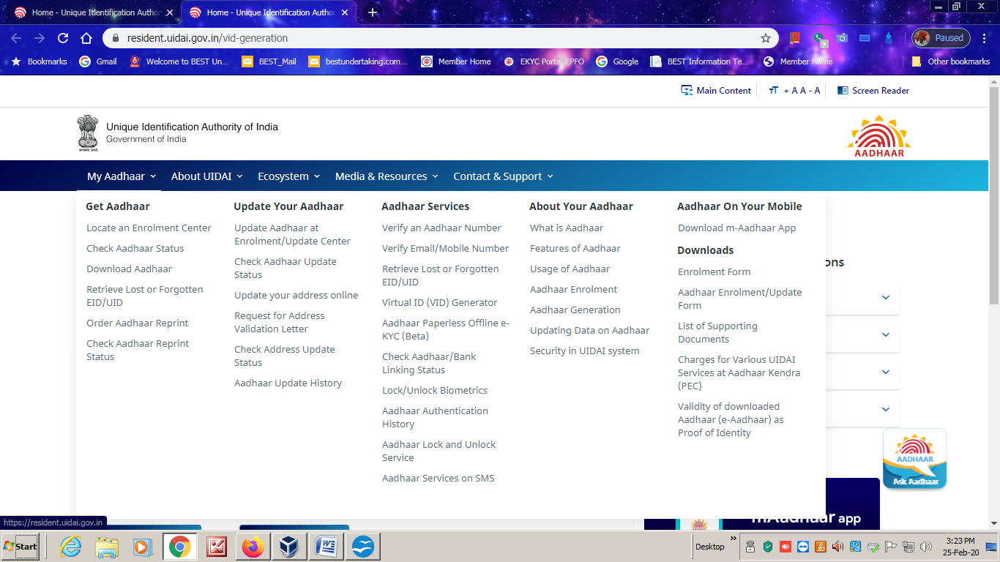 Home - Unique Identification Author
Home - Unique Identification Author
resident.uidai.gov.in/vid-generation
Paused
Bookmarks
Gmail
Welcome to BEST Un...
BEST_Mail
bestundertaking.com...
Member Home
EKYC Portal-EPFO
Google
BEST Information Te...
Member Home
Other bookmarks
Main Content
TT + A A - A
Screen Reader
Unique Identification Authority of India
Government of India
AADHAAR
My Aadhaar
About UIDAI
Ecosystem
Media & Resources
Contact & Support
Get Aadhaar
Locate an Enrolment Center
Check Aadhaar Status
Download Aadhaar
Retrieve Lost or Forgotten
EID/UID
Order Aadhaar Reprint
Check Aadhaar Reprint
Status
Update Your Aadhaar
Update Aadhaar at
Enrolment/Update Center
Check Aadhaar Update
Status
Update your address online
Request for Address
Validation Letter
Check Address Update
Status
Aadhaar Update History
Aadhaar Services
Verify an Aadhaar Number
Verify Email/Mobile Number
Retrieve Lost or Forgotten
EID/UID
Virtual ID (VID) Generator
Aadhaar Paperless Offline e-
KYC (Beta)
Check Aadhaar/Bank
Linking Status
Lock/Unlock Biometrics
Aadhaar Authentication
History
Aadhaar Lock and Unlock
Service
Aadhaar Services on SMS
About Your Aadhaar
What is Aadhaar
Features of Aadhaar
Usage of Aadhaar
Aadhaar Enrolment
Aadhaar Generation
Updating Data on Aadhaar
Security in UIDAI system
Aadhaar On Your Mobile
Download m-Aadhaar App
Downloads
Enrolment Form
Aadhaar Enrolment/Update
Form
List of Supporting
Documents
Charges for Various UIDAI
Services at Aadhaar Kendra
(PEC)
Validity of downloaded
Aadhaar (e-Aadhaar) as
Proof of Identity
ons
AADHAAR
Ask Aadhaar
mAadhaar app
https://resident.uidai.gov.in
Start
Desktop
3:23 PM
25-Feb-20